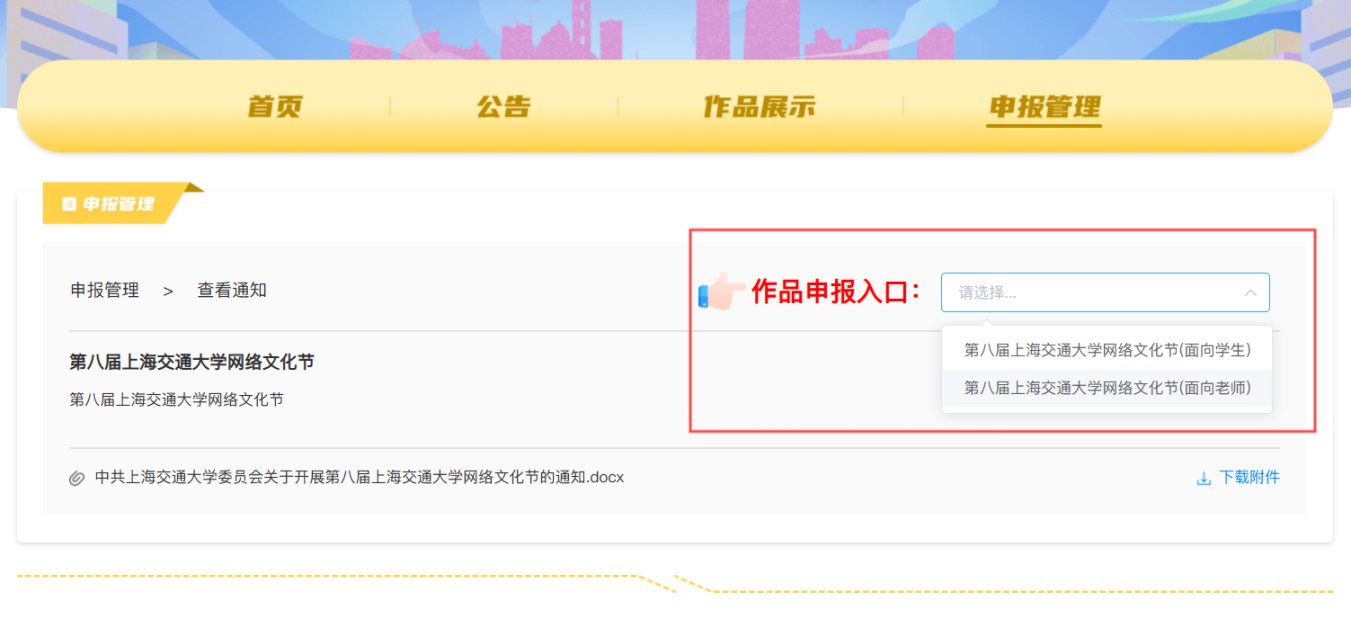 首页 公告 作品展示 申报管理
申报管理
申报管理 > 查看通知
作品申报入口：
请选择...
第八届上海交通大学网络文化节(面向学生)
第八届上海交通大学网络文化节(面向老师)
第八届上海交通大学网络文化节
第八届上海交通大学网络文化节
中共上海交通大学委员会关于开展第八届上海交通大学网络文化节的通知.docx
下载附件